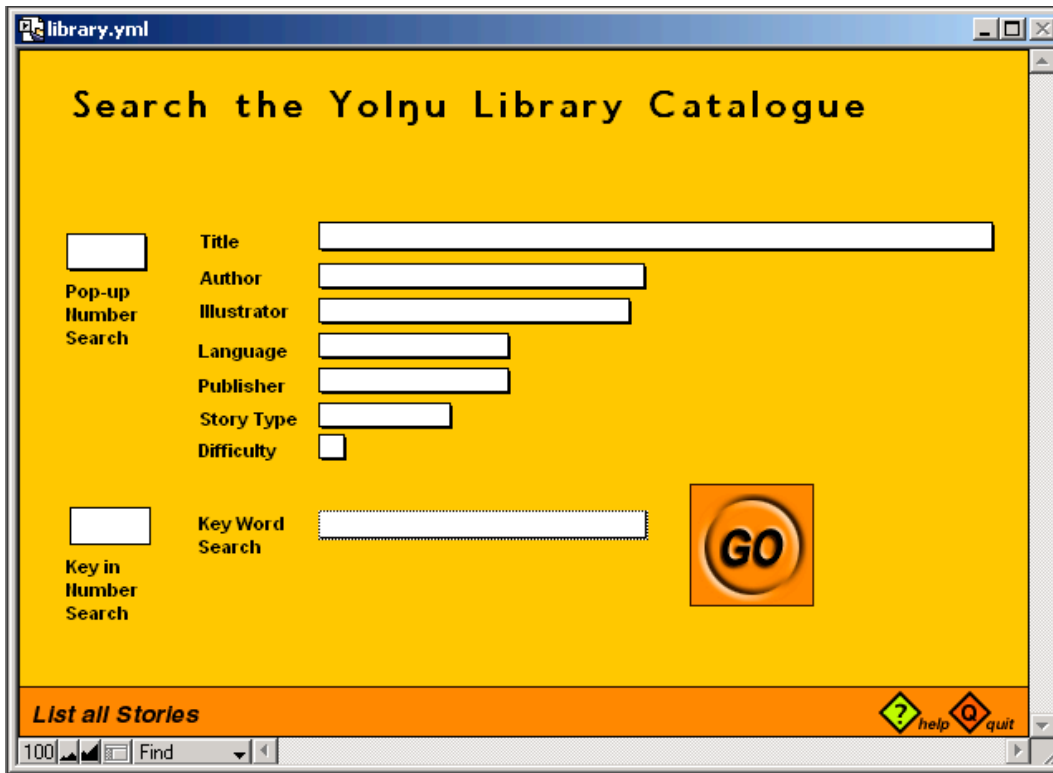 library.yml
Search the Yolŋu Library Catalogue
Title
Author
Pop-up
Number
Search
Illustrator
Language
Publisher
Story Type
Difficulty
Key Word
Search
GO
Key in
Number
Search
List all Stories
? help Q quit
100 Find